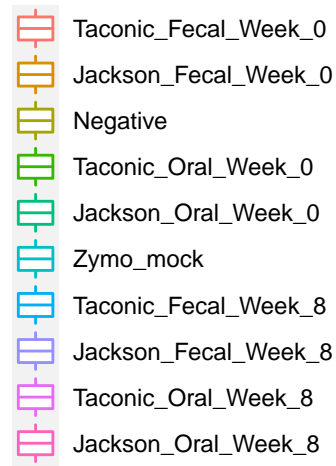 Taconic_Fecal_Week_0
Jackson_Fecal_Week_0
Negative
Taconic_Oral_Week_0
Jackson_Oral_Week_0
Zymo_mock
Taconic_Fecal_Week_8
Jackson_Fecal_Week_8
Taconic_Oral_Week_8
Jackson_Oral_Week_8